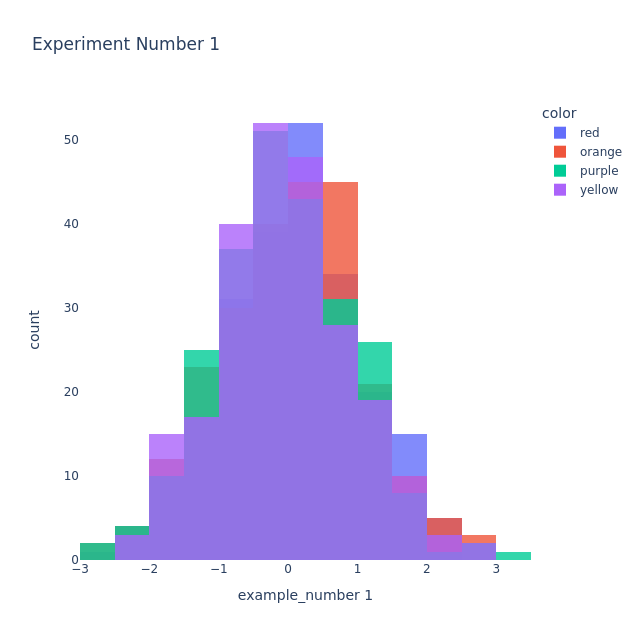 Experiment Number 1
color
red
orange
purple
yellow
50
40
30
20
10
0
count
−3 −2 −1 0 1 2 3
example_number 1